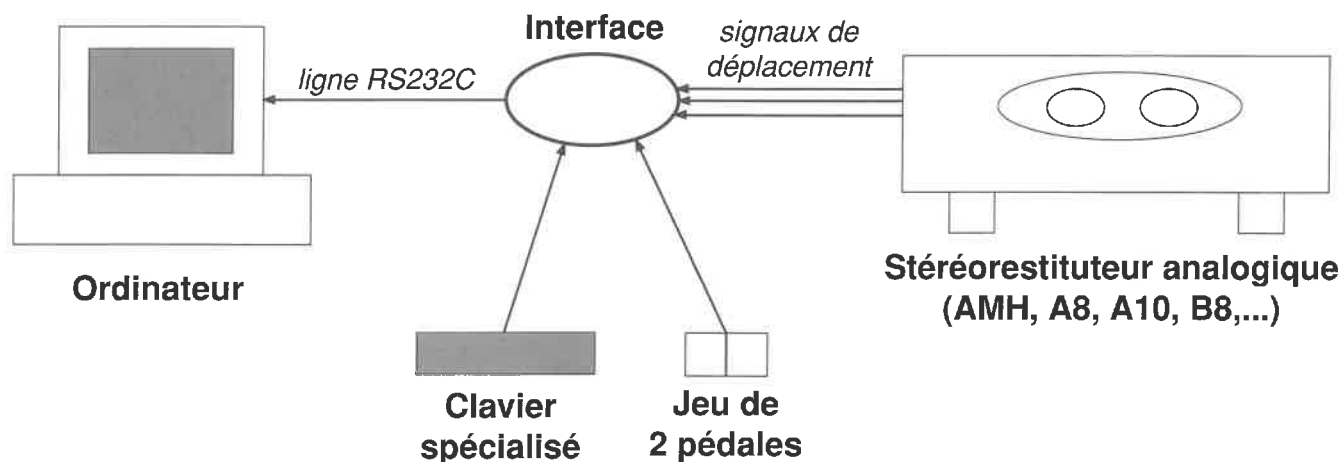 Interface
signaux de
déplacement
ligne RS232C
Ordinateur
Stéréorestituteur analogique
(AMH, A8, A10, B8,...)
Clavier
spécialisé
Jeu de
2 pédales